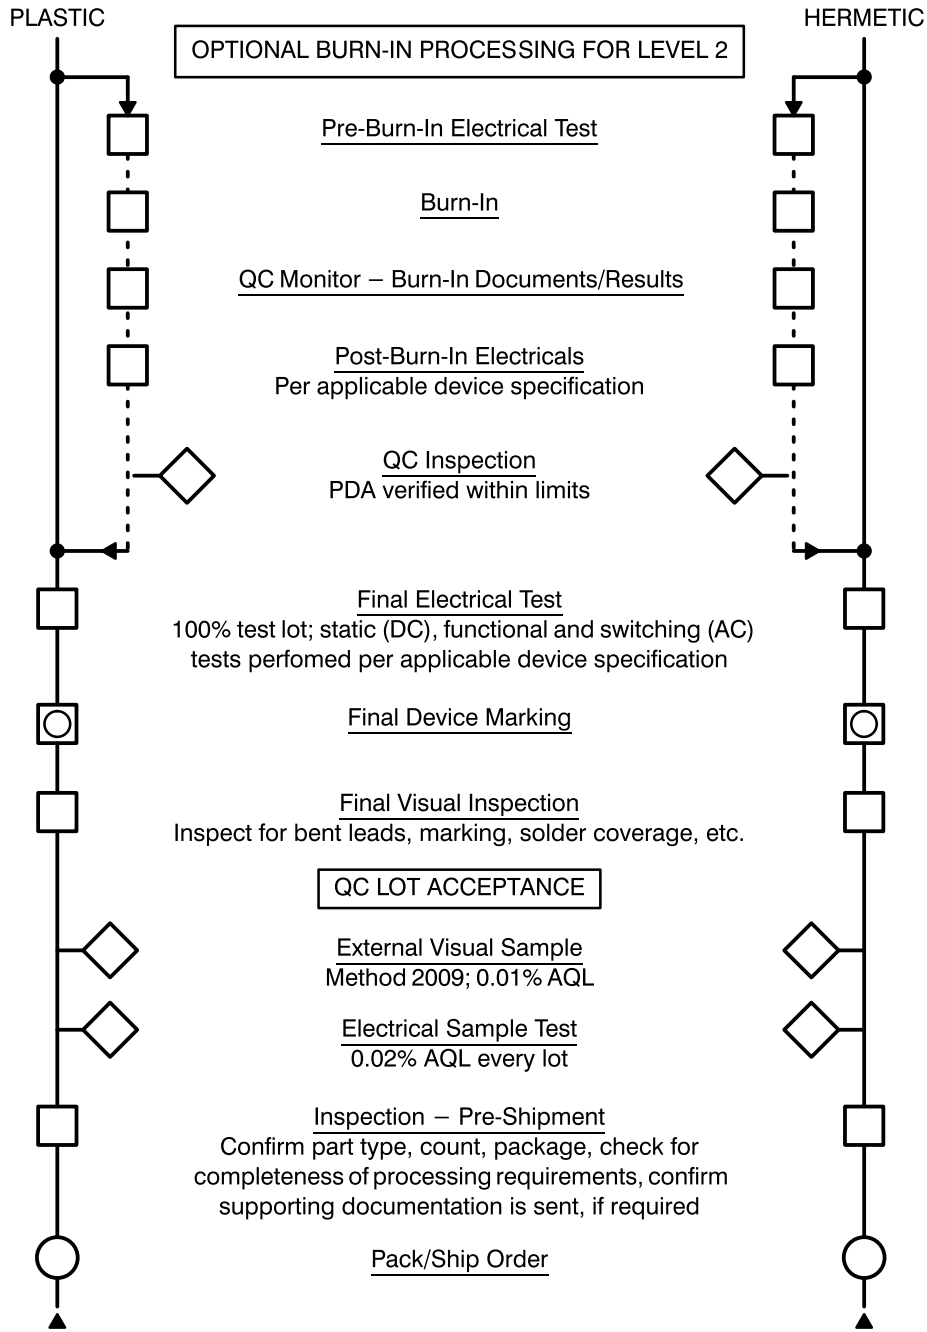 PLASTIC
HERMETIC
OPTIONAL BURN-IN PROCESSING FOR LEVEL 2
Pre-Burn-In Electrical Test
Burn-In
QC Monitor – Burn-In Documents/Results
Post-Burn-In Electricals
Per applicable device specification
QC Inspection
PDA verified within limits
Final Electrical Test
100% test lot; static (DC), functional and switching (AC)
tests perfomed per applicable device specification
Final Device Marking
Final Visual Inspection
Inspect for bent leads, marking, solder coverage, etc.
QC LOT ACCEPTANCE
External Visual Sample
Method 2009; 0.01% AQL
Electrical Sample Test
0.02% AQL every lot
Inspection – Pre-Shipment
Confirm part type, count, package, check for
completeness of processing requirements, confirm
supporting documentation is sent, if required
Pack/Ship Order